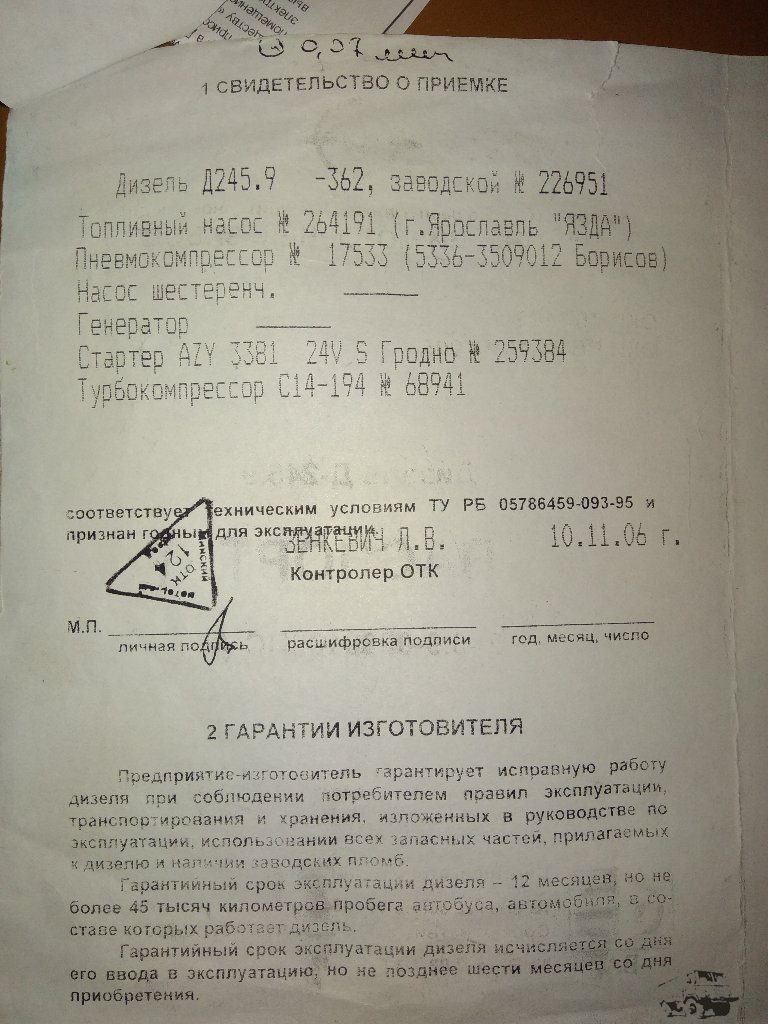 0,07
1 СВИДЕТЕЛЬСТВО О ПРИЕМКЕ
Дизель Д245.9 -362, заводской № 226951
Топливный насос № 264191 (г.Ярославль "ЯЗДА")
Пневмокомпрессор № 17533 (5336-3509012 Борисов)
Насос шестеренч.
Генератор
Стартер AZY 3381 24V S Гродно № 259384
Турбокомпрессор С14-194 № 68941
соответствует техническим условиям ТУ РБ 05786459-093-95 и
признан годным для эксплуатации
ЗЕНКЕВИЧ Л.В. 10.11.06 г.
ОТК
12
Контролер ОТК
М.П.
личная подпись расшифровка подписи год, месяц, число
2 ГАРАНТИИ ИЗГОТОВИТЕЛЯ
Предприятие-изготовитель гарантирует исправную работу
дизеля при соблюдении потребителем правил эксплуатации,
транспортирования и хранения, изложенных в руководстве по
эксплуатации, использовании всех запасных частей, прилагаемых
к дизелю и наличии заводских пломб.
Гарантийный срок эксплуатации дизеля – 12 месяцев, но не
более 45 тысяч километров пробега автобуса, автомобиля, в со-
ставе которых работает дизель.
Гарантийный срок эксплуатации дизеля исчисляется со дня
его ввода в эксплуатацию, но не позднее шести месяцев со дня
приобретения.